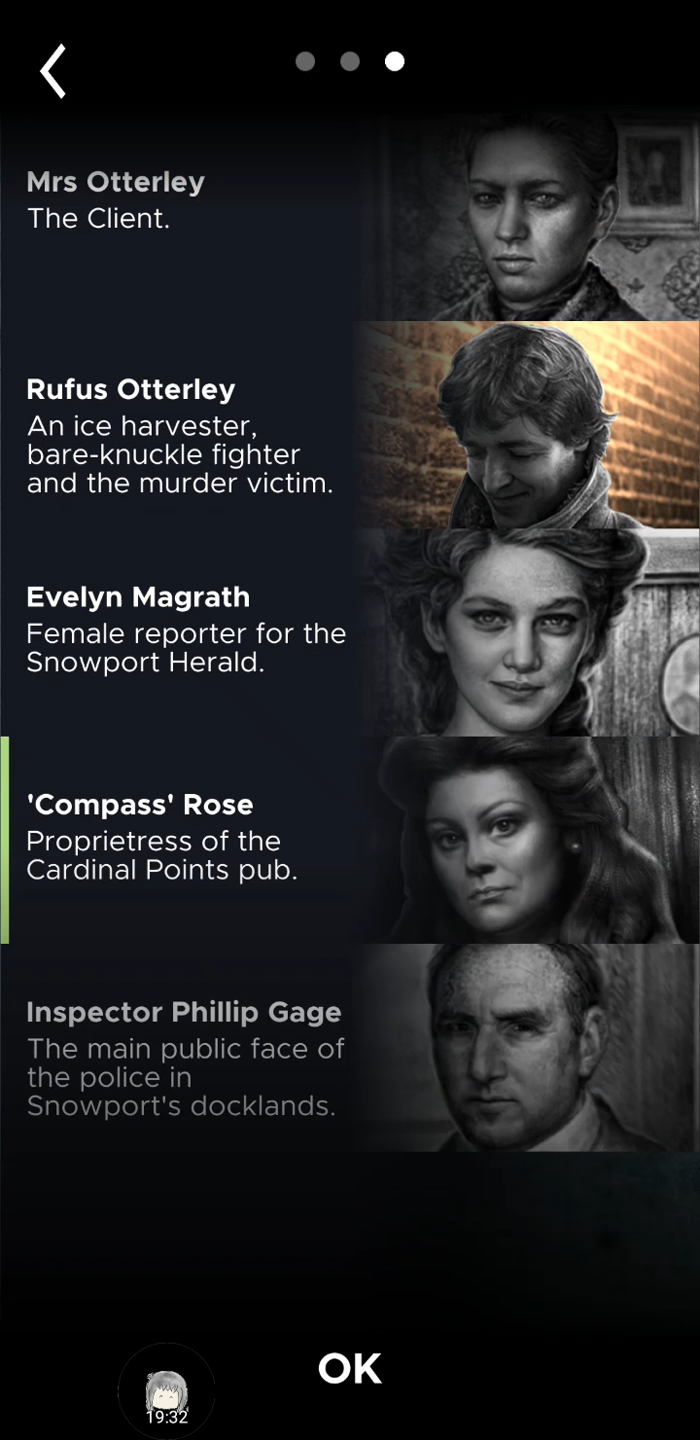 Mrs Otterley
The Client.
Rufus Otterley
An ice harvester,
bare-knuckle fighter
and the murder victim.
Evelyn Magrath
Female reporter for the
Snowport Herald.
'Compass' Rose
Proprietress of the
Cardinal Points pub.
Inspector Phillip Gage
The main public face of
the police in
Snowport's docklands.
OK
19:32